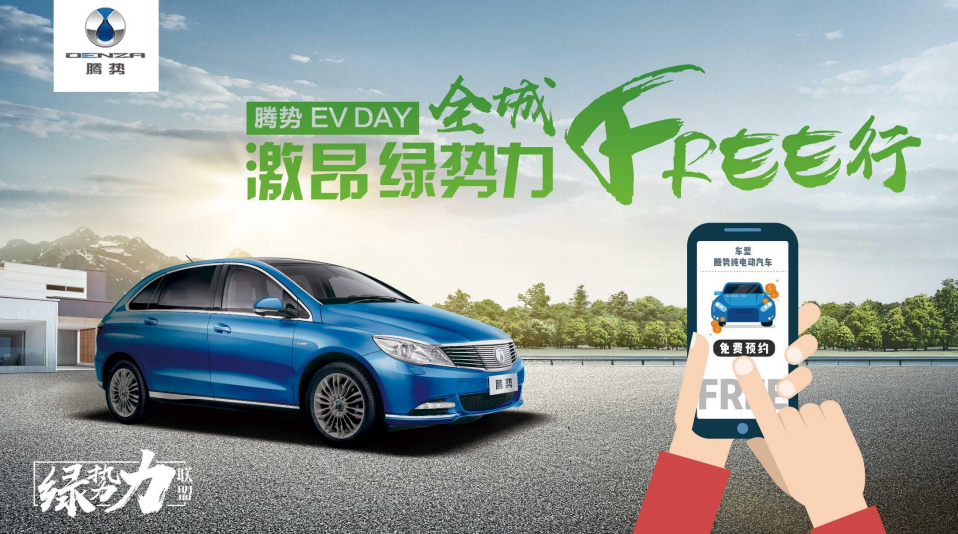 DENZA
腾势
腾势 EV DAY 全城
激昂绿势力 FREE行
车型
腾势纯电动汽车
免费预约
FREE
腾势
绿势力联盟